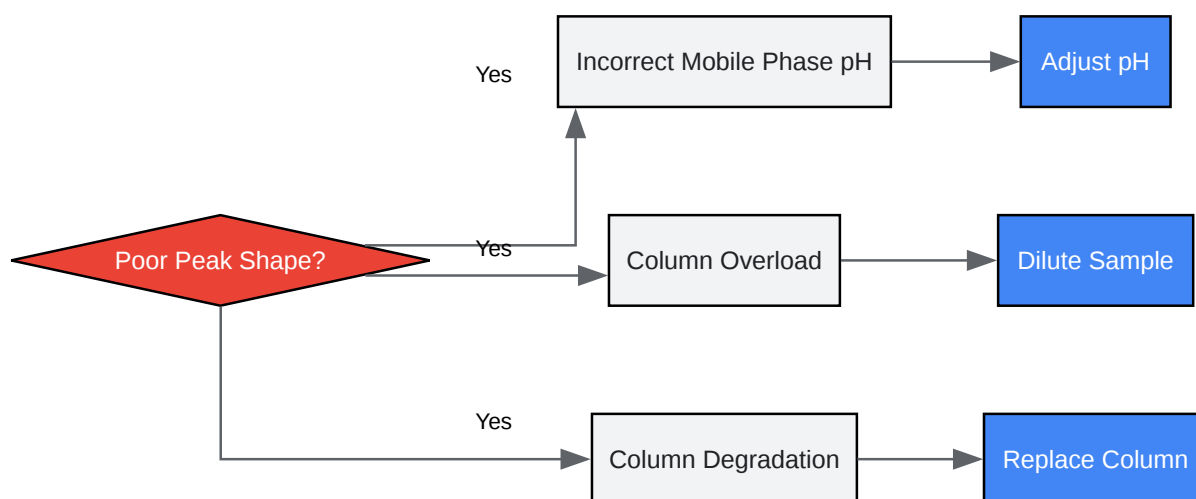 Yes
Incorrect Mobile Phase pH
Adjust pH
Poor Peak Shape?
Yes
Column Overload
Dilute Sample
Yes
Column Degradation
Replace Column